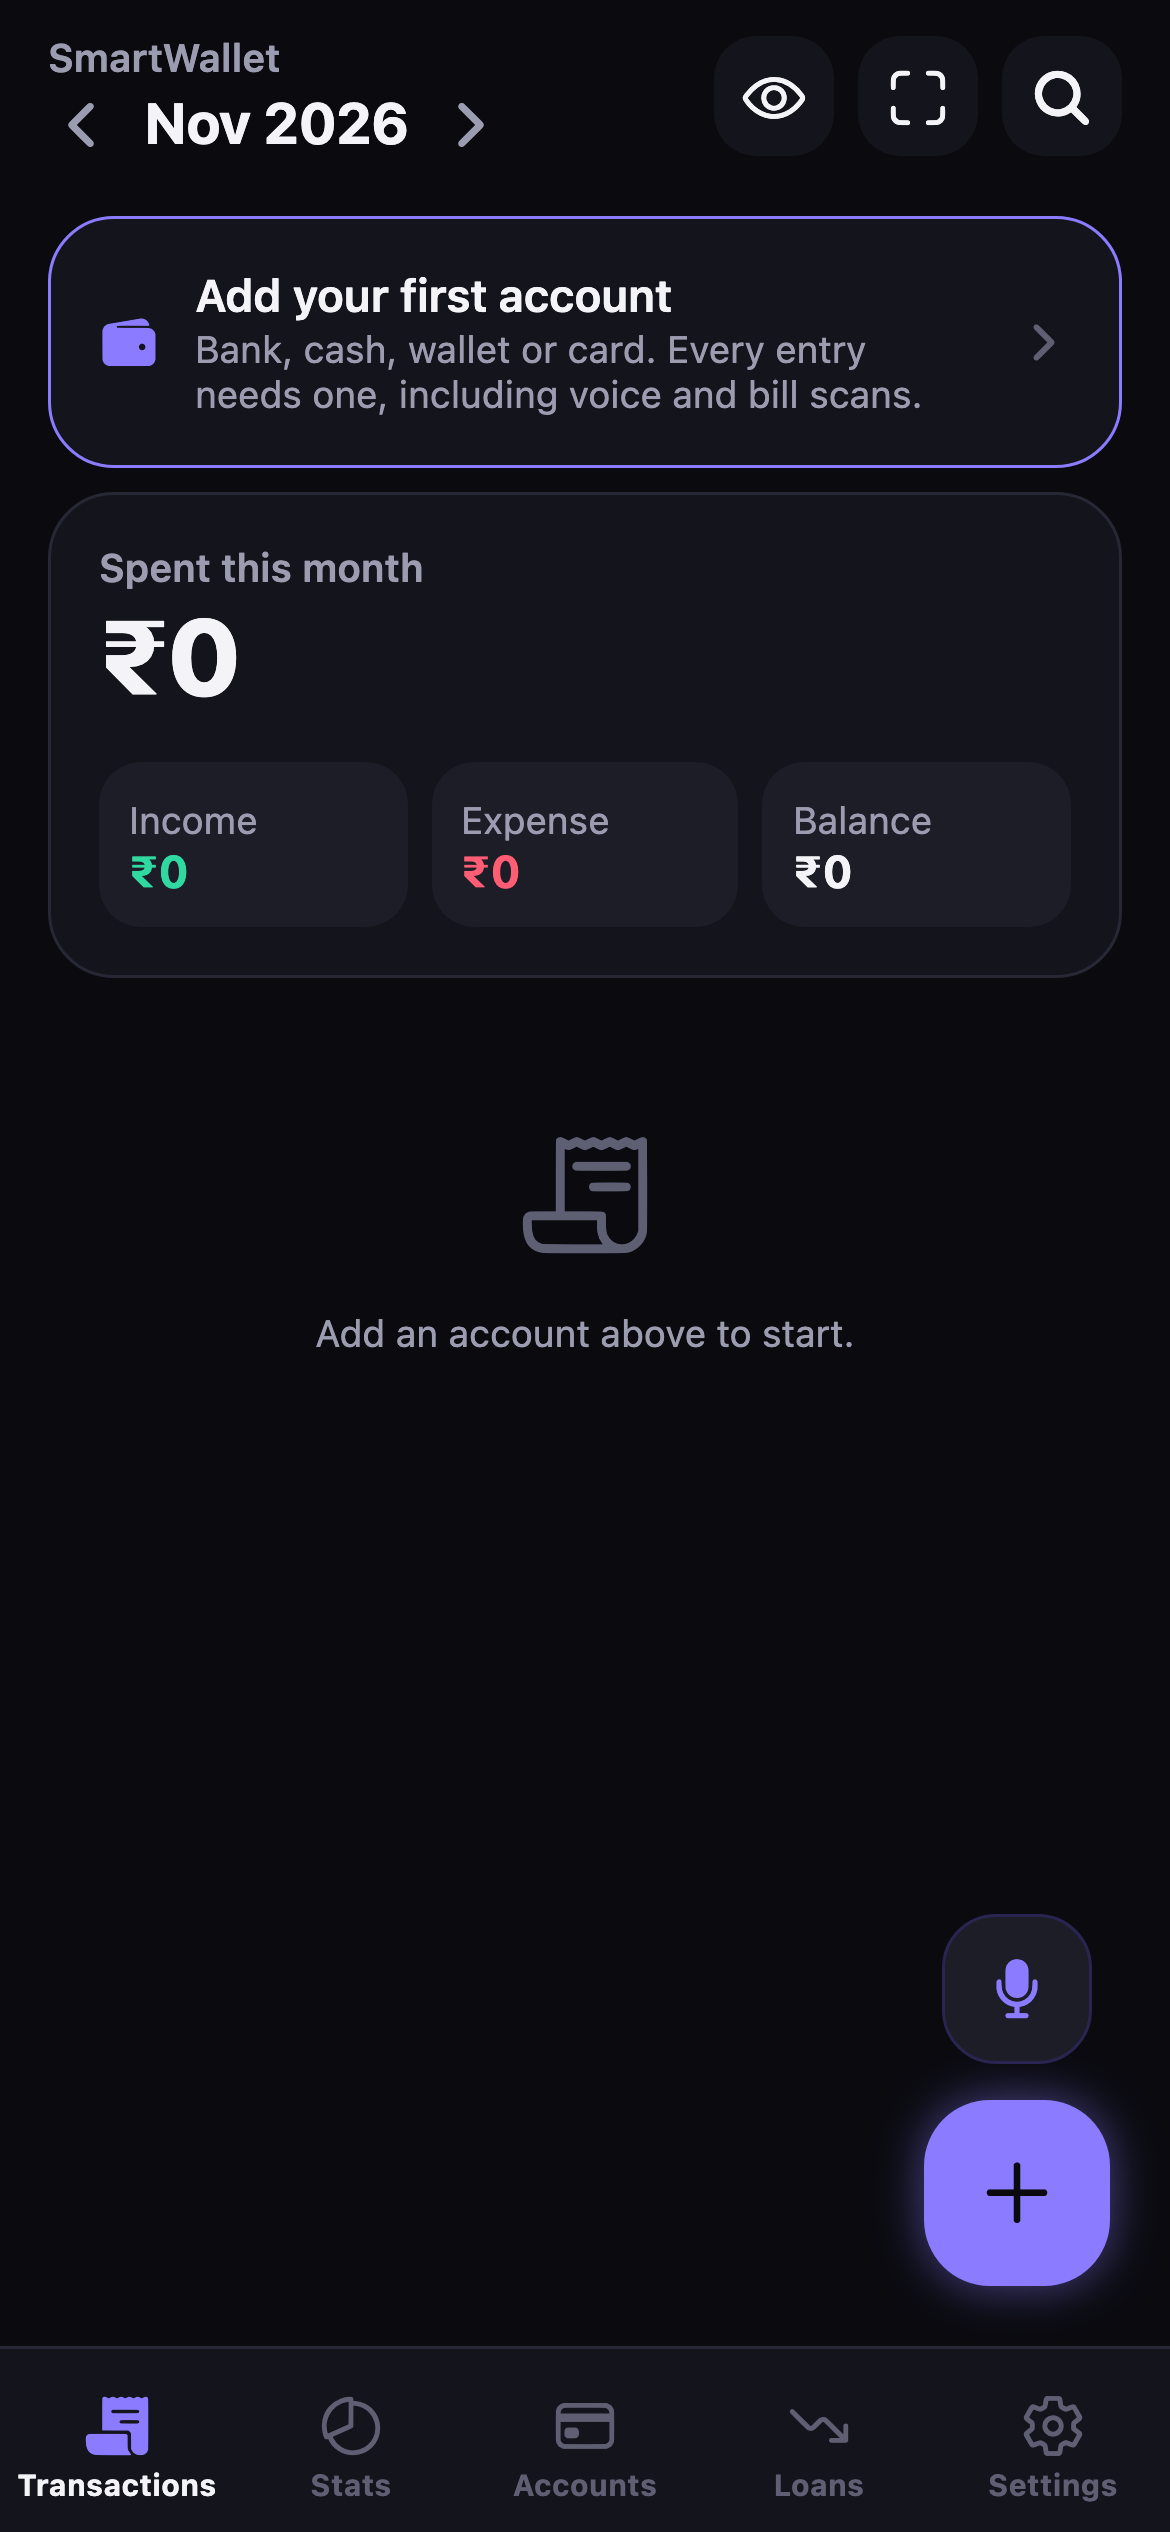 SmartWallet
Nov 2026
Add your first account
Bank, cash, wallet or card. Every entry
needs one, including voice and bill scans.
Spent this month
₹0
Income
₹0
Expense
₹0
Balance
₹0
Add an account above to start.
Transactions
Stats
Accounts
Loans
Settings